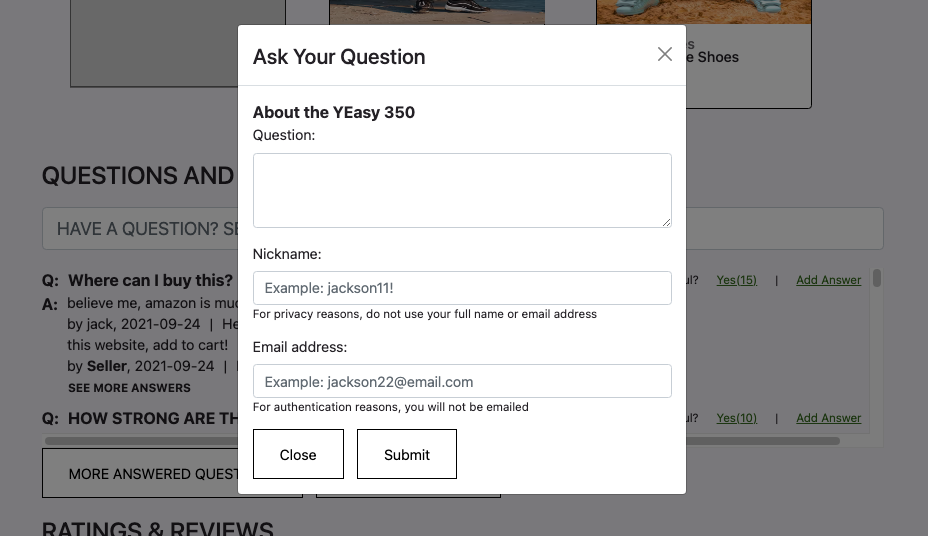 s
e Shoes
Ask Your Question
About the YEasy 350
Question:
Nickname:
Example: jackson11!
For privacy reasons, do not use your full name or email address
Email address:
Example: jackson22@email.com
For authentication reasons, you will not be emailed
Close
Submit
QUESTIONS AND
HAVE A QUESTION? SE
Q: Where can I buy this?
ul? Yes(15) | Add Answer
A: believe me, amazon is muc
by jack, 2021-09-24 | He
this website, add to cart!
by Seller, 2021-09-24 |
SEE MORE ANSWERS
Q: HOW STRONG ARE TH
ul? Yes(10) | Add Answer
MORE ANSWERED QUEST
RATINGS & REVIEWS